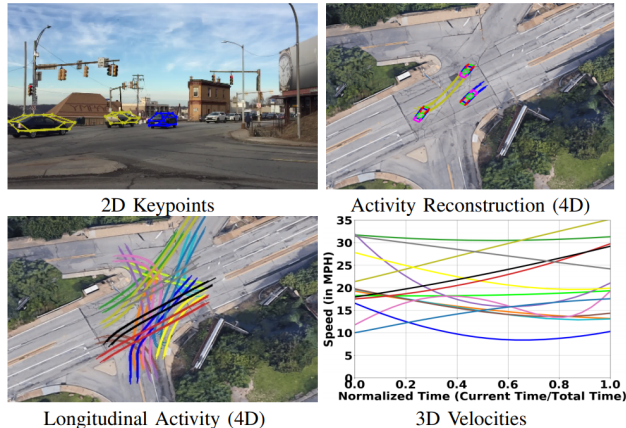 2D Keypoints
Activity Reconstruction (4D)
Longitudinal Activity (4D)
35
30
25
20
15
10
5
0
Speed (in MPH)
0.0 0.2 0.4 0.6 0.8 1.0
Normalized Time (Current Time/Total Time)
3D Velocities